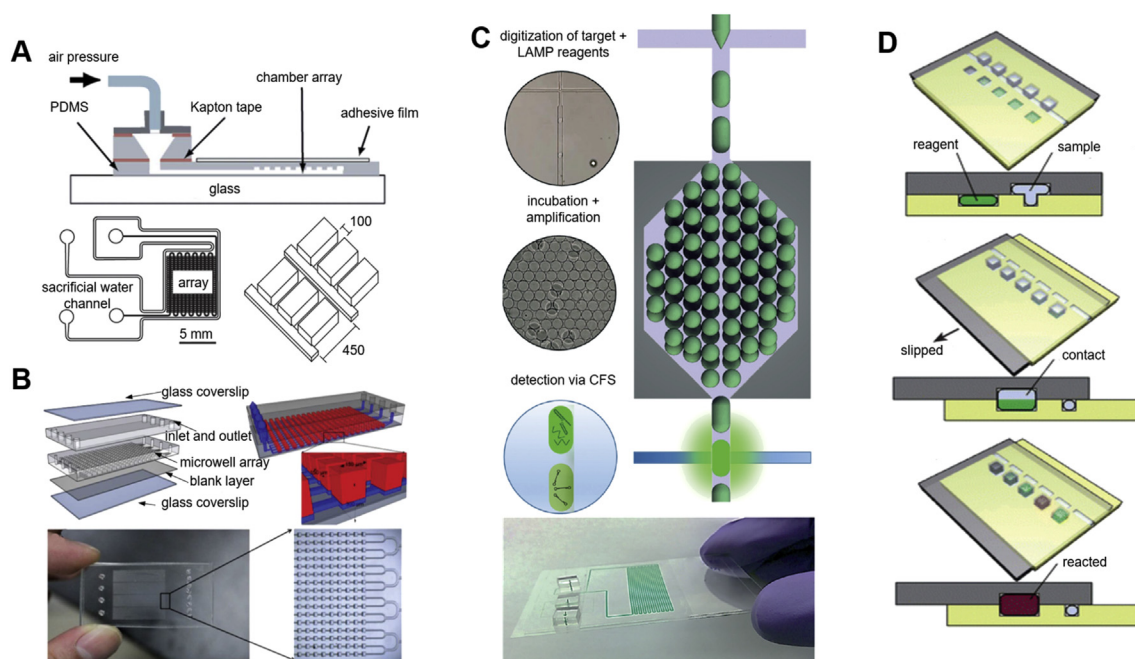 A
air pressure
chamber array
PDMS
Kapton tape
adhesive film
glass
100
sacrificial water
channel
array
5 mm
450
B
glass coverslip
inlet and outlet
microwell array
blank layer
glass coverslip
C
digitization of target +
LAMP reagents
incubation +
amplification
detection via CFS
D
reagent
sample
slipped
contact
reacted